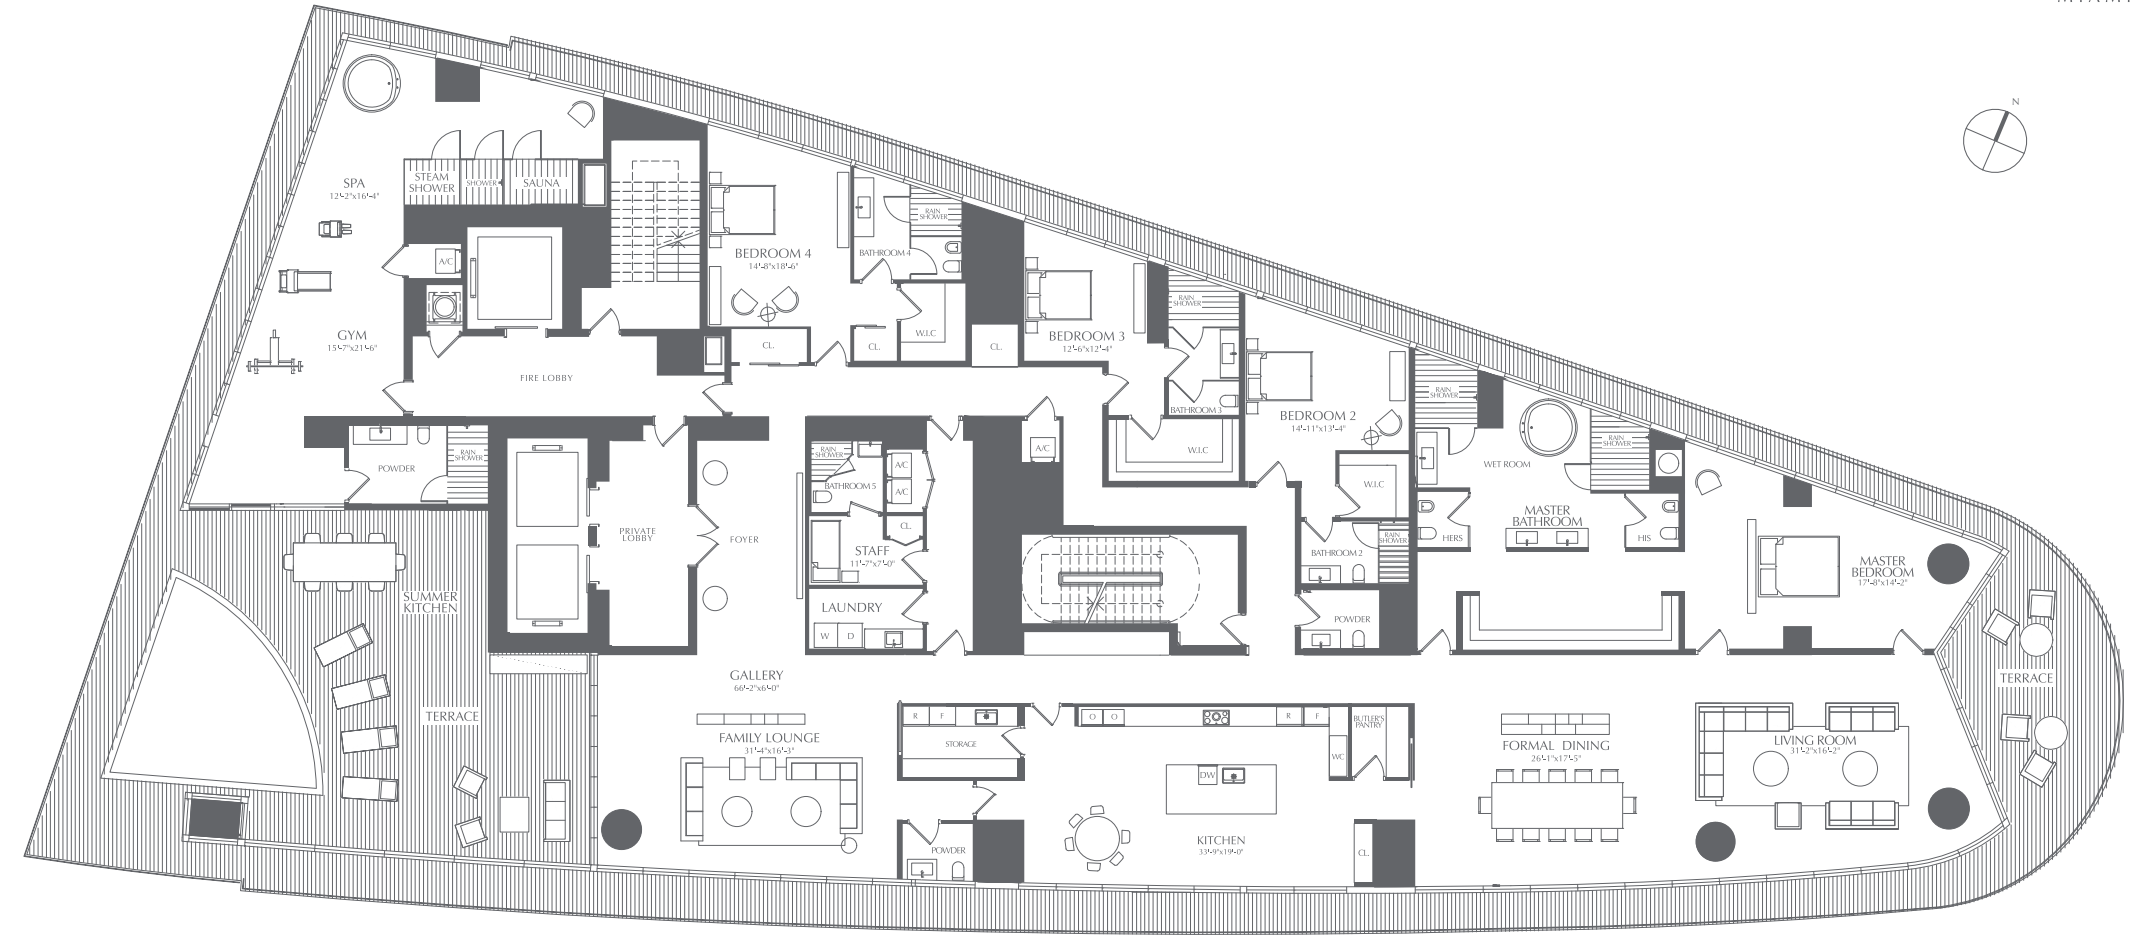 N
SPA
12'-2"x16'-4"
STEAM
SHOWER
SHOWER
SAUNA
A/C
GYM
15'-7"x21'-6"
FIRE LOBBY
BEDROOM 4
14'-8"x18'-6"
BATHROOM 4
RAIN
SHOWER
CL.
CL.
W.I.C
CL.
BEDROOM 3
12'-6"x12'-4"
RAIN
SHOWER
BATHROOM 3
W.I.C
A/C
BEDROOM 2
14'-11"x13'-4"
W.I.C
BATHROOM 2
RAIN
SHOWER
POWDER
RAIN
SHOWER
WET ROOM
RAIN
SHOWER
MASTER
BATHROOM
HERS
HIS
MASTER
BEDROOM
17'-8"x14'-2"
TERRACE
POWDER
RAIN
SHOWER
PRIVATE
LOBBY
FOYER
RAIN
SHOWER
BATHROOM 5
A/C
A/C
CL.
STAFF
11'-7"x7'-0"
LAUNDRY
W
D
SUMMER
KITCHEN
TERRACE
GALLERY
66'-2"x6'-0"
FAMILY LOUNGE
31'-4"x16'-3"
R
F
STORAGE
POWDER
O
O
R
F
WC
BUTLER'S
PANTRY
DW
KITCHEN
33'-9"x19'-0"
CL.
FORMAL DINING
26'-1"x17'-5"
LIVING ROOM
31'-2"x16'-2"